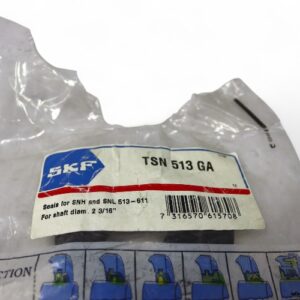 SKF
TSN 513 GA
Seals for SNH and SNL 513-611
For shaft diam. 2 3/16"
7 316570 615708
CTION